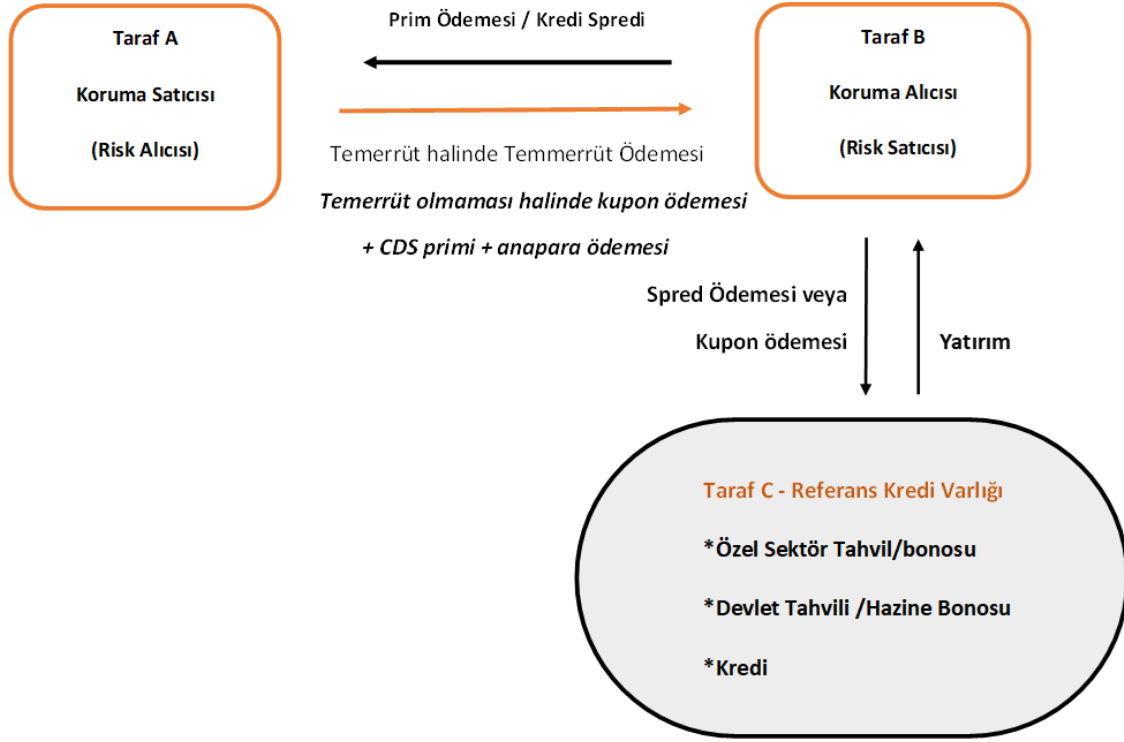 Taraf A
Koruma Satıcısı
(Risk Alıcısı)
Prim Ödemesi / Kredi Spredi
Temerrüt halinde Temmerrüt Ödemesi
Temerrüt olmaması halinde kupon ödemesi
+ CDS primi + anapara ödemesi
Taraf B
Koruma Alıcısı
(Risk Satıcısı)
Spred Ödemesi veya
Kupon ödemesi
Yatırım
Taraf C - Referans Kredi Varlığı
*Özel Sektör Tahvil/bonosu
*Devlet Tahvili /Hazine Bonosu
*Kredi